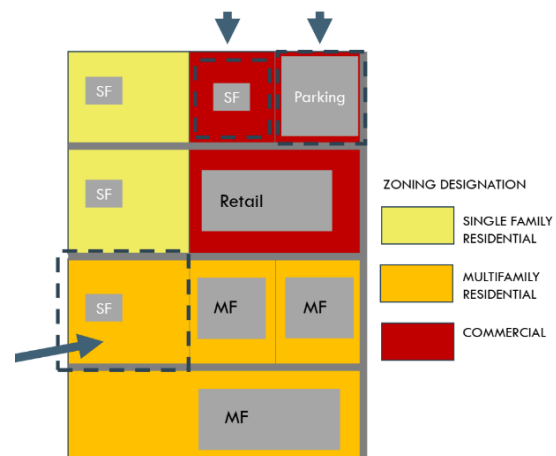 SF
SF
Parking
SF
Retail
SF
MF
MF
MF
ZONING DESIGNATION
SINGLE FAMILY
RESIDENTIAL
MULTIFAMILY
RESIDENTIAL
COMMERCIAL